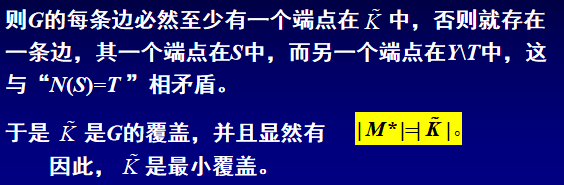 则G的每条边必然至少有一个端点在 K̃ 中，否则就存在
一条边，其一个端点在S中，而另一个端点在Y\T中，这
与“N(S)=T ”相矛盾。
于是 K̃ 是G的覆盖，并且显然有 |M*|=|K̃|。
因此， K̃ 是最小覆盖。